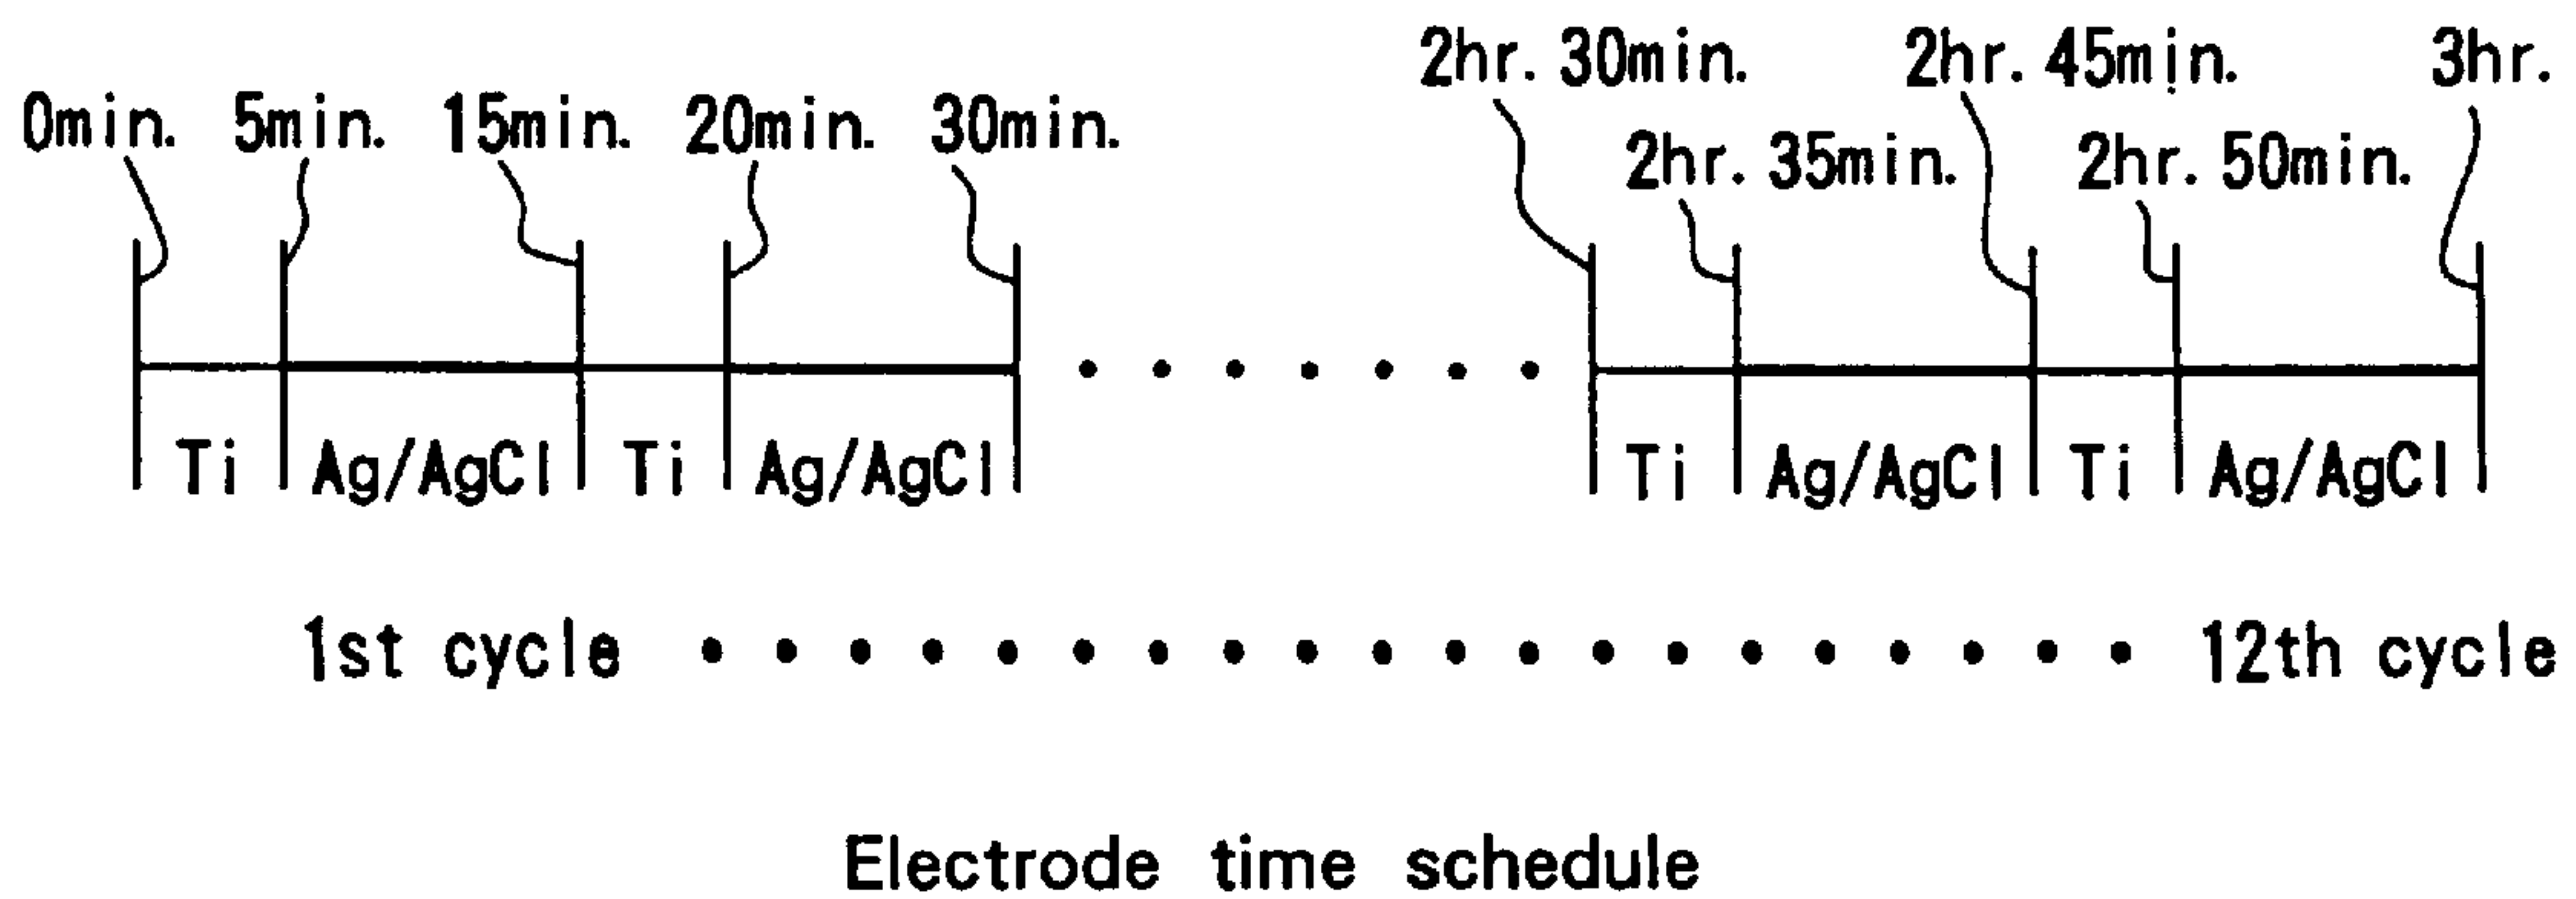 2hr. 30min. 2hr. 45min. 3hr.
0min. 5min. 15min. 20min. 30min. 2hr. 35min. 2hr. 50min.
Ti Ag/AgCl Ti Ag/AgCl Ti Ag/AgCl Ti Ag/AgCl
1st cycle 12th cycle
Electrode time schedule